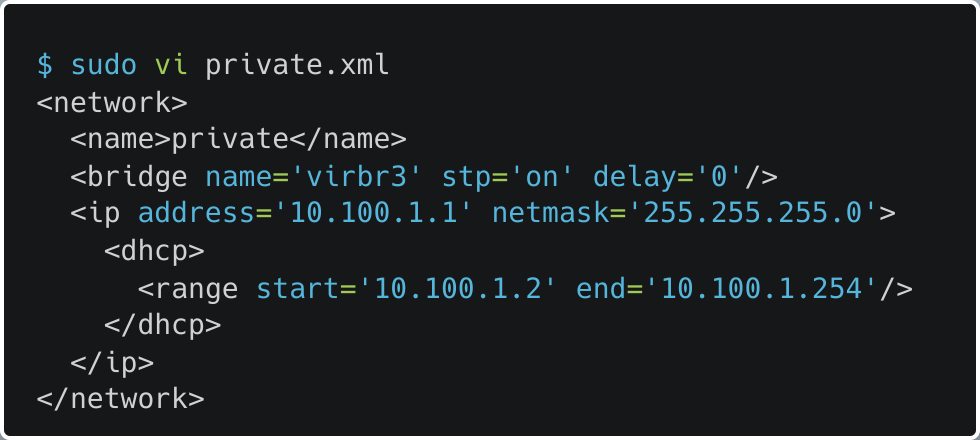 $ sudo vi private.xml
<network>
  <name>private</name>
  <bridge name='virbr3' stp='on' delay='0'/>
  <ip address='10.100.1.1' netmask='255.255.255.0'>
    <dhcp>
      <range start='10.100.1.2' end='10.100.1.254'/>
    </dhcp>
  </ip>
</network>